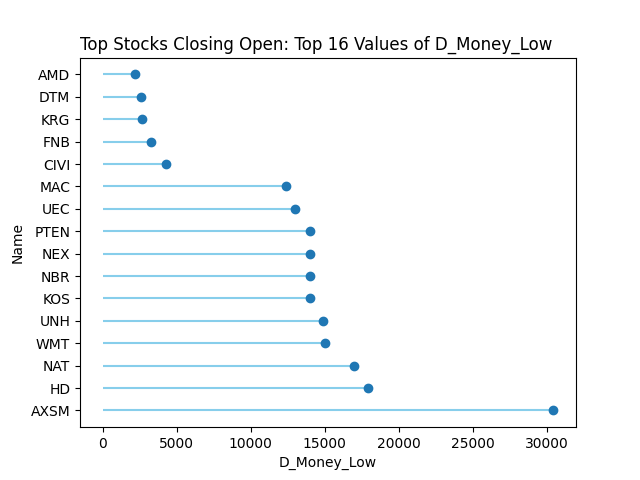 Top Stocks Closing Open: Top 16 Values of D_Money_Low
AMD
DTM
KRG
FNB
CIVI
MAC
UEC
PTEN
NEX
NBR
KOS
UNH
WMT
NAT
HD
AXSM
Name
0 5000 10000 15000 20000 25000 30000
D_Money_Low